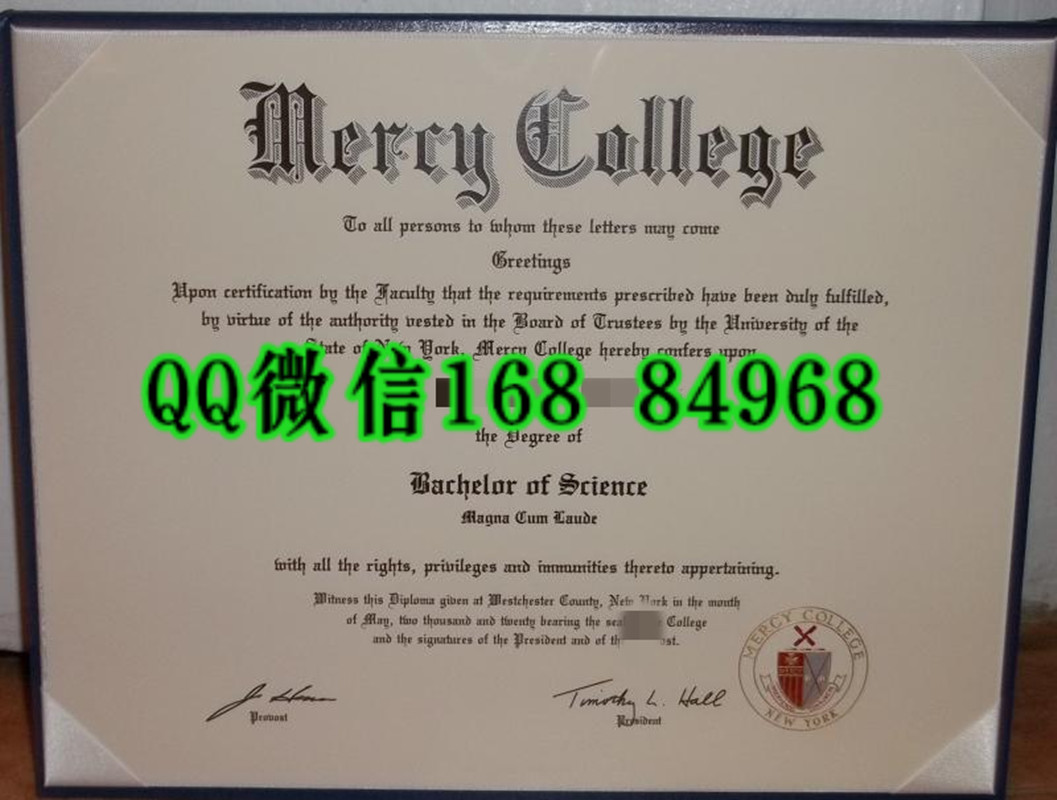 Mercy College
To all persons to whom these letters may come
Greetings
Upon certification by the Faculty that the requirements prescribed have been duly fulfilled,
by virtue of the authority vested in the Board of Trustees by the University of the
State of New York, Mercy College hereby confers upon
QQ微信168 84968
the Degree of
Bachelor of Science
Magna Cum Laude
with all the rights, privileges and immunities thereto appertaining.
Witness this Diploma given at Westchester County, New York in the month
of May, two thousand and twenty bearing the College
and the signatures of the President and of
Timothy L. Hall
Provost
President
MERCY COLLEGE
NEW YORK